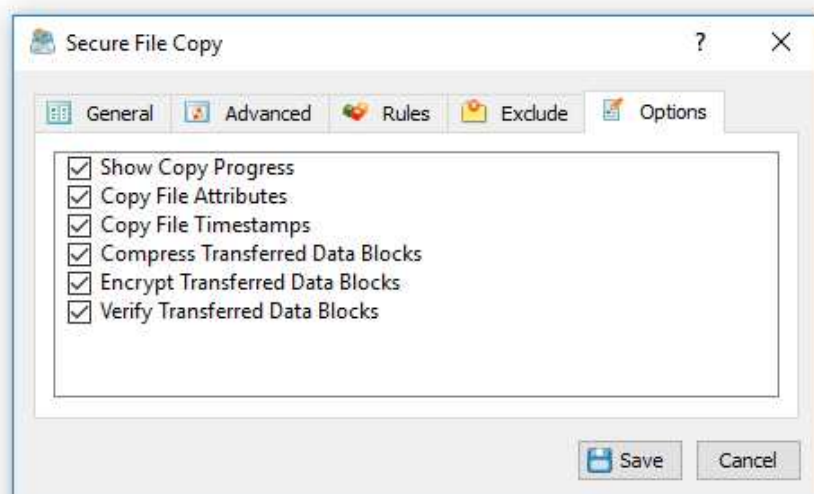 Secure File Copy ?
General Advanced Rules Exclude Options
Show Copy Progress
Copy File Attributes
Copy File Timestamps
Compress Transferred Data Blocks
Encrypt Transferred Data Blocks
Verify Transferred Data Blocks
Save Cancel